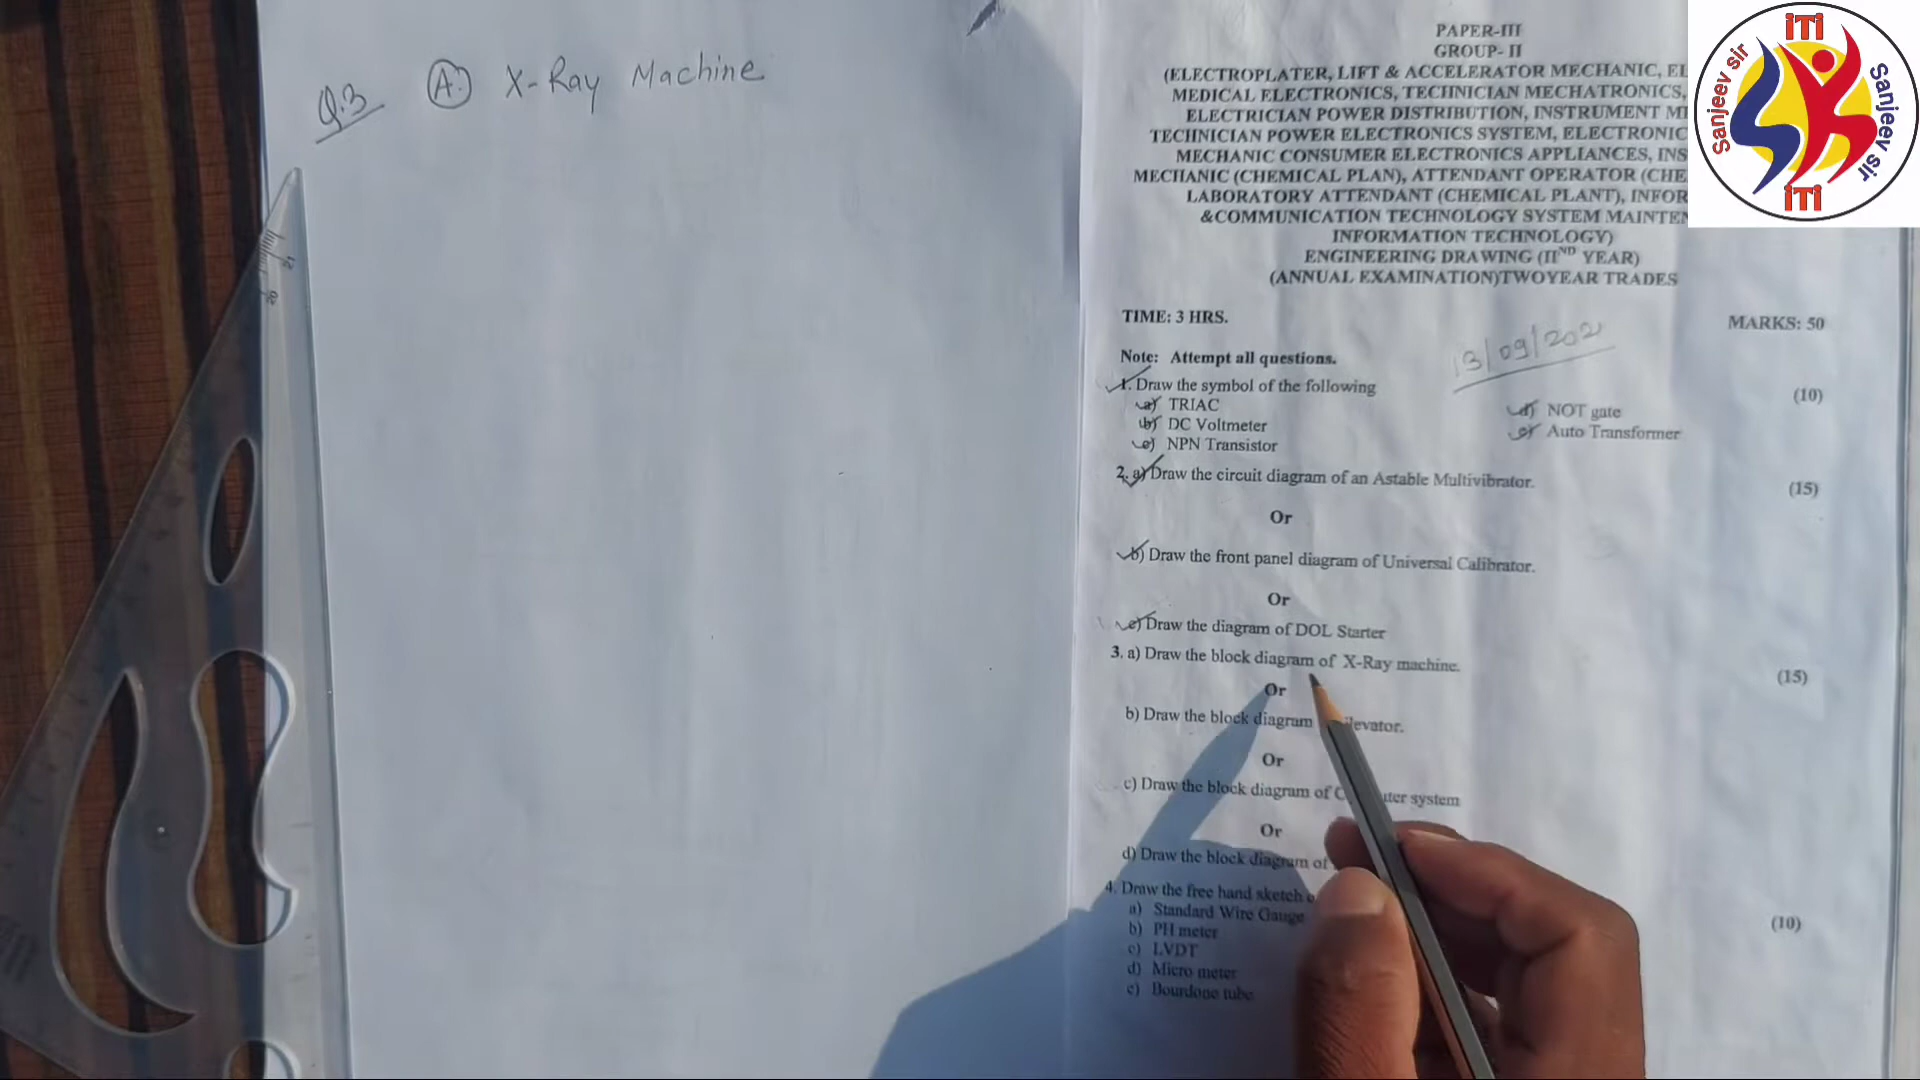 Q.3 A. X-Ray Machine
PAPER-III
GROUP- II
(ELECTROPLATER, LIFT & ACCELERATOR MECHANIC, EL
MEDICAL ELECTRONICS, TECHNICIAN MECHATRONICS,
ELECTRICIAN POWER DISTRIBUTION, INSTRUMENT ME
TECHNICIAN POWER ELECTRONICS SYSTEM, ELECTRONIC
MECHANIC CONSUMER ELECTRONICS APPLIANCES, INS
MECHANIC (CHEMICAL PLAN), ATTENDANT OPERATOR (CHE
LABORATORY ATTENDANT (CHEMICAL PLANT), INFOR
&COMMUNICATION TECHNOLOGY SYSTEM MAINTEN
INFORMATION TECHNOLOGY)
ENGINEERING DRAWING (IIND YEAR)
(ANNUAL EXAMINATION)TWOYEAR TRADES
TIME: 3 HRS. MARKS: 50
13/09/202
Note: Attempt all questions.
1. Draw the symbol of the following (10)
a) TRIAC d) NOT gate
b) DC Voltmeter e) Auto Transformer
c) NPN Transistor
2. a) Draw the circuit diagram of an Astable Multivibrator. (15)
Or
b) Draw the front panel diagram of Universal Calibrator.
Or
c) Draw the diagram of DOL Starter
3. a) Draw the block diagram of X-Ray machine. (15)
Or
b) Draw the block diagram levator.
Or
c) Draw the block diagram of C uter system
Or
d) Draw the block diagram of
4. Draw the free hand sketch o (10)
a) Standard Wire Gauge
b) PH meter
c) LVDT
d) Micro meter
e) Bourdone tube
iTi
Sanjeev sir
Sanjeev sir
iTi